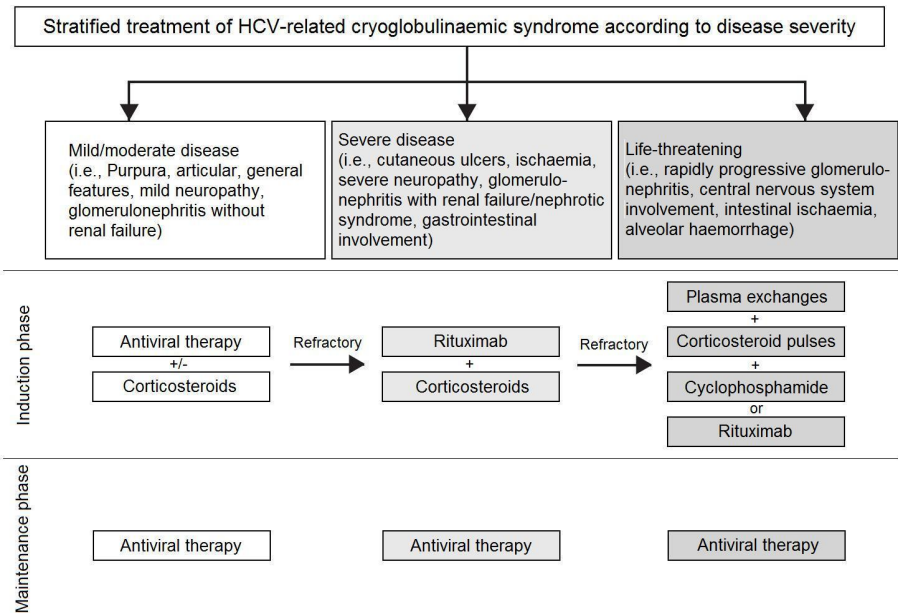 Stratified treatment of HCV-related cryoglobulinaemic syndrome according to disease severity
Mild/moderate disease
(i.e., Purpura, articular, general
features, mild neuropathy,
glomerulonephritis without
renal failure)
Severe disease
(i.e., cutaneous ulcers, ischaemia,
severe neuropathy, glomerulo-
nephritis with renal failure/nephrotic
syndrome, gastrointestinal
involvement)
Life-threatening
(i.e., rapidly progressive glomerulo-
nephritis, central nervous system
involvement, intestinal ischaemia,
alveolar haemorrhage)
Induction phase
Antiviral therapy
+/-
Corticosteroids
Refractory
Rituximab
+
Corticosteroids
Refractory
Plasma exchanges
+
Corticosteroid pulses
+
Cyclophosphamide
or
Rituximab
Maintenance phase
Antiviral therapy
Antiviral therapy
Antiviral therapy